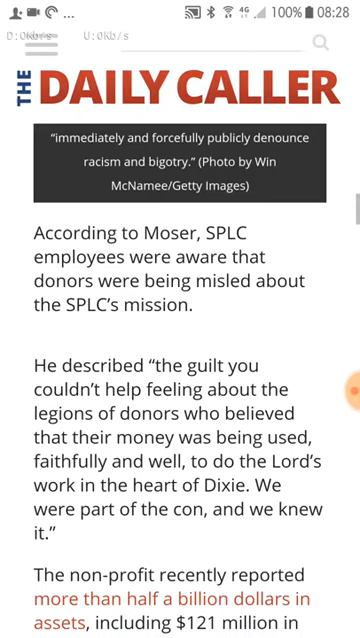 4G 100% 08:28
D:0Kb/s U:0Kb/s
THE DAILY CALLER
“immediately and forcefully publicly denounce
racism and bigotry.” (Photo by Win
McNamee/Getty Images)
According to Moser, SPLC
employees were aware that
donors were being misled about
the SPLC’s mission.
He described “the guilt you
couldn’t help feeling about the
legions of donors who believed
that their money was being used,
faithfully and well, to do the Lord’s
work in the heart of Dixie. We
were part of the con, and we knew
it.”
The non-profit recently reported
more than half a billion dollars in
assets, including $121 million in